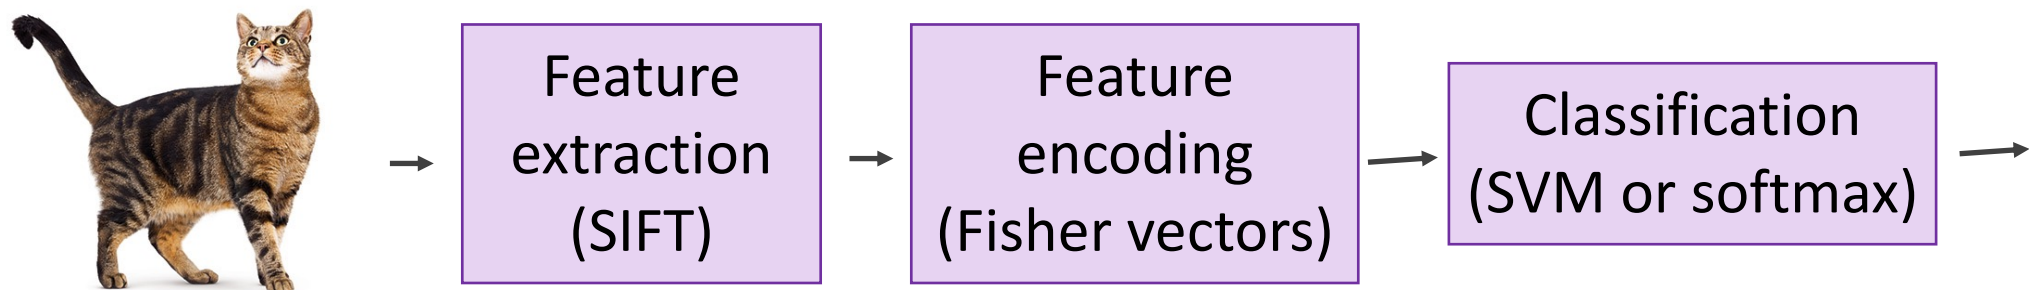 Feature
extraction
(SIFT)
Feature
encoding
(Fisher vectors)
Classification
(SVM or softmax)